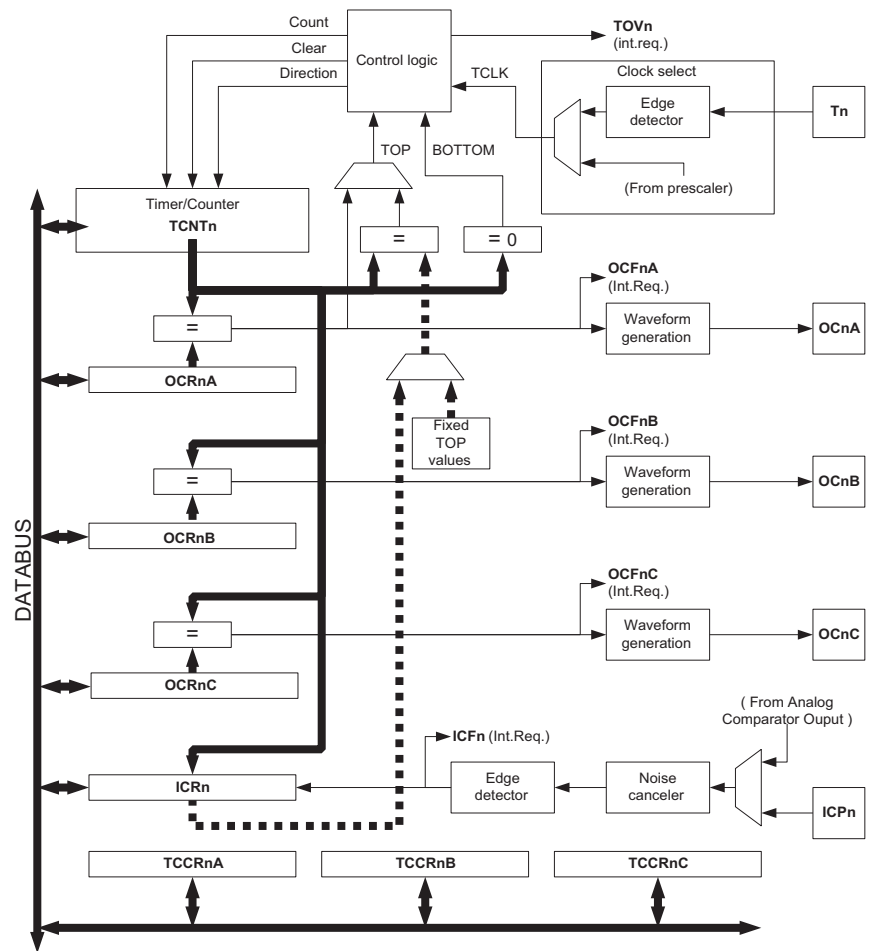 Count
Clear
Direction
Control logic
TOVn
(int.req.)
TCLK
Clock select
Edge
detector
Tn
(From prescaler)
TOP
BOTTOM
Timer/Counter
TCNTn
=
= 0
=
OCRnA
OCFnA
(Int.Req.)
Waveform
generation
OCnA
Fixed
TOP
values
=
OCRnB
OCFnB
(Int.Req.)
Waveform
generation
OCnB
DATABUS
=
OCRnC
OCFnC
(Int.Req.)
Waveform
generation
OCnC
( From Analog
Comparator Ouput )
ICFn (Int.Req.)
ICRn
Edge
detector
Noise
canceler
ICPn
TCCRnA
TCCRnB
TCCRnC